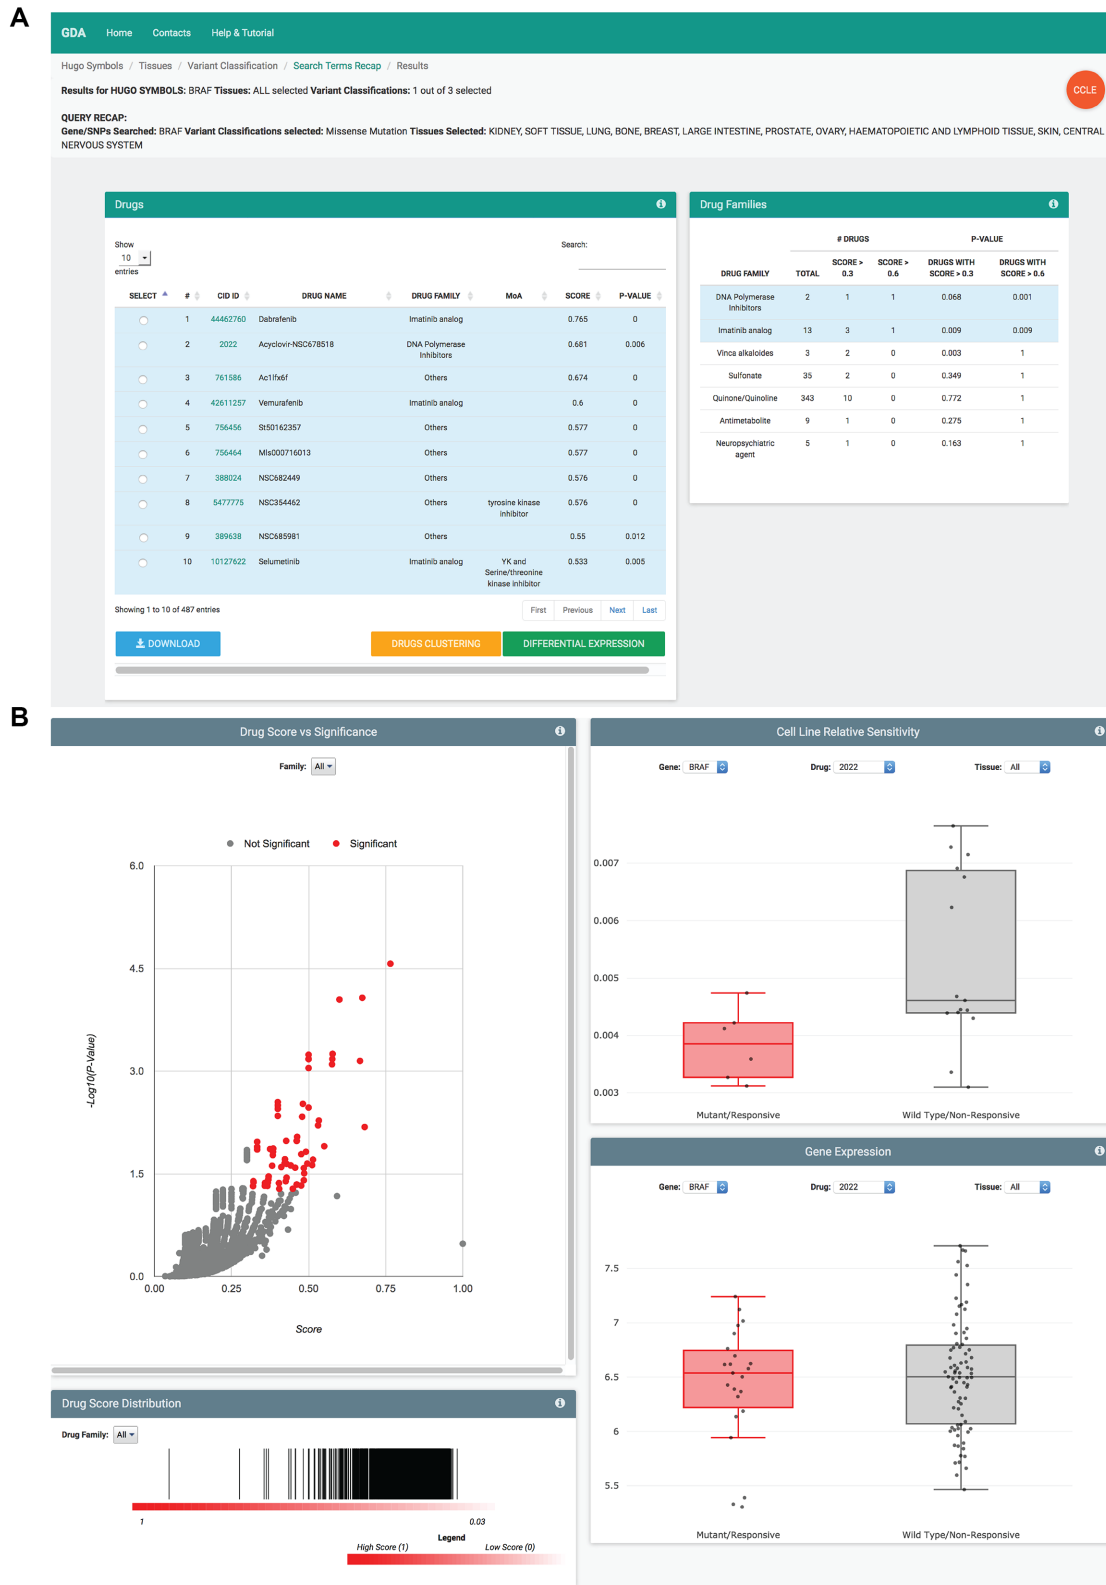 A
GDA Home Contacts Help & Tutorial
Hugo Symbols / Tissues / Variant Classification / Search Terms Recap / Results
Results for HUGO SYMBOLS: BRAF Tissues: ALL selected Variant Classifications: 1 out of 3 selected
CCLE
QUERY RECAP:
Gene/SNPs Searched: BRAF Variant Classifications selected: Missense Mutation Tissues Selected: KIDNEY, SOFT TISSUE, LUNG, BONE, BREAST, LARGE INTESTINE, PROSTATE, OVARY, HAEMATOPOIETIC AND LYMPHOID TISSUE, SKIN, CENTRAL
NERVOUS SYSTEM
Drugs
Show
10
entries
Search:
SELECT # CID ID DRUG NAME DRUG FAMILY MoA SCORE P-VALUE
1 44462760 Dabrafenib Imatinib analog 0.765 0
2 2022 Acyclovir-NSC678518 DNA Polymerase 0.681 0.006
Inhibitors
3 761586 Ac1lfx6f Others 0.674 0
4 42611257 Vemurafenib Imatinib analog 0.6 0
5 756456 St50162357 Others 0.577 0
6 756464 Mls000716013 Others 0.577 0
7 388024 NSC682449 Others 0.576 0
8 5477775 NSC354462 Others tyrosine kinase 0.576 0
inhibitor
9 389638 NSC685981 Others 0.55 0.012
10 10127622 Selumetinib Imatinib analog YK and 0.533 0.005
Serine/threonine
kinase inhibitor
Showing 1 to 10 of 487 entries
First Previous Next Last
DOWNLOAD DRUGS CLUSTERING DIFFERENTIAL EXPRESSION
Drug Families
# DRUGS P-VALUE
SCORE > SCORE > DRUGS WITH DRUGS WITH
DRUG FAMILY TOTAL 0.3 0.6 SCORE > 0.3 SCORE > 0.6
DNA Polymerase 2 1 1 0.068 0.001
Inhibitors
Imatinib analog 13 3 1 0.009 0.009
Vinca alkaloides 3 2 0 0.003 1
Sulfonate 35 2 0 0.349 1
Quinone/Quinoline 343 10 0 0.772 1
Antimetabolite 9 1 0 0.275 1
Neuropsychiatric 5 1 0 0.163 1
agent
B
Drug Score vs Significance
Family: All
Not Significant Significant
6.0
4.5
3.0
1.5
0.0
-Log10(P-Value)
0.00 0.25 0.50 0.75 1.00
Score
Drug Score Distribution
Drug Family: All
1 0.03
Legend
High Score (1) Low Score (0)
Cell Line Relative Sensitivity
Gene: BRAF Drug: 2022 Tissue: All
0.007
0.006
0.005
0.004
0.003
Mutant/Responsive Wild Type/Non-Responsive
Gene Expression
Gene: BRAF Drug: 2022 Tissue: All
7.5
7
6.5
6
5.5
Mutant/Responsive Wild Type/Non-Responsive